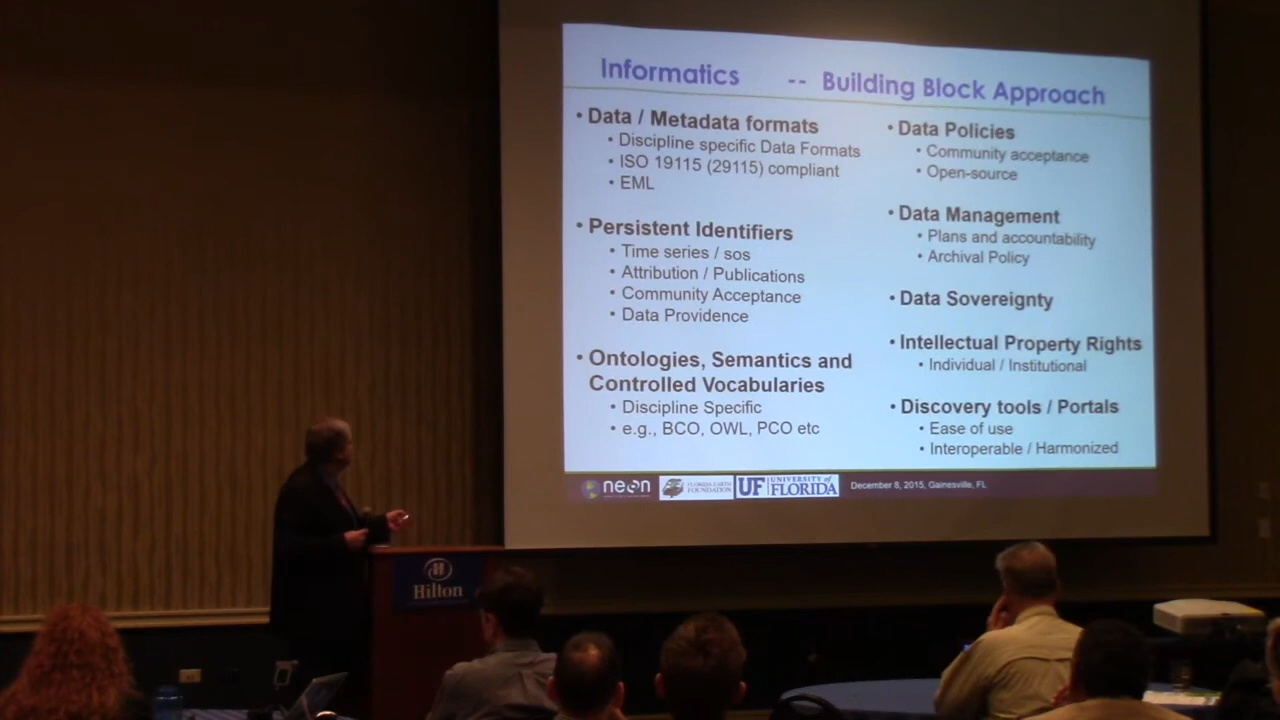 Informatics -- Building Block Approach
• Data / Metadata formats
• Discipline specific Data Formats
• ISO 19115 (29115) compliant
• EML
• Persistent Identifiers
• Time series / sos
• Attribution / Publications
• Community Acceptance
• Data Providence
• Ontologies, Semantics and
Controlled Vocabularies
• Discipline Specific
• e.g., BCO, OWL, PCO etc
• Data Policies
• Community acceptance
• Open-source
• Data Management
• Plans and accountability
• Archival Policy
• Data Sovereignty
• Intellectual Property Rights
• Individual / Institutional
• Discovery tools / Portals
• Ease of use
• Interoperable / Harmonized
neon
FLORIDA EARTH
FOUNDATION
UF UNIVERSITY of
FLORIDA
December 8, 2015, Gainesville, FL
H
Hilton